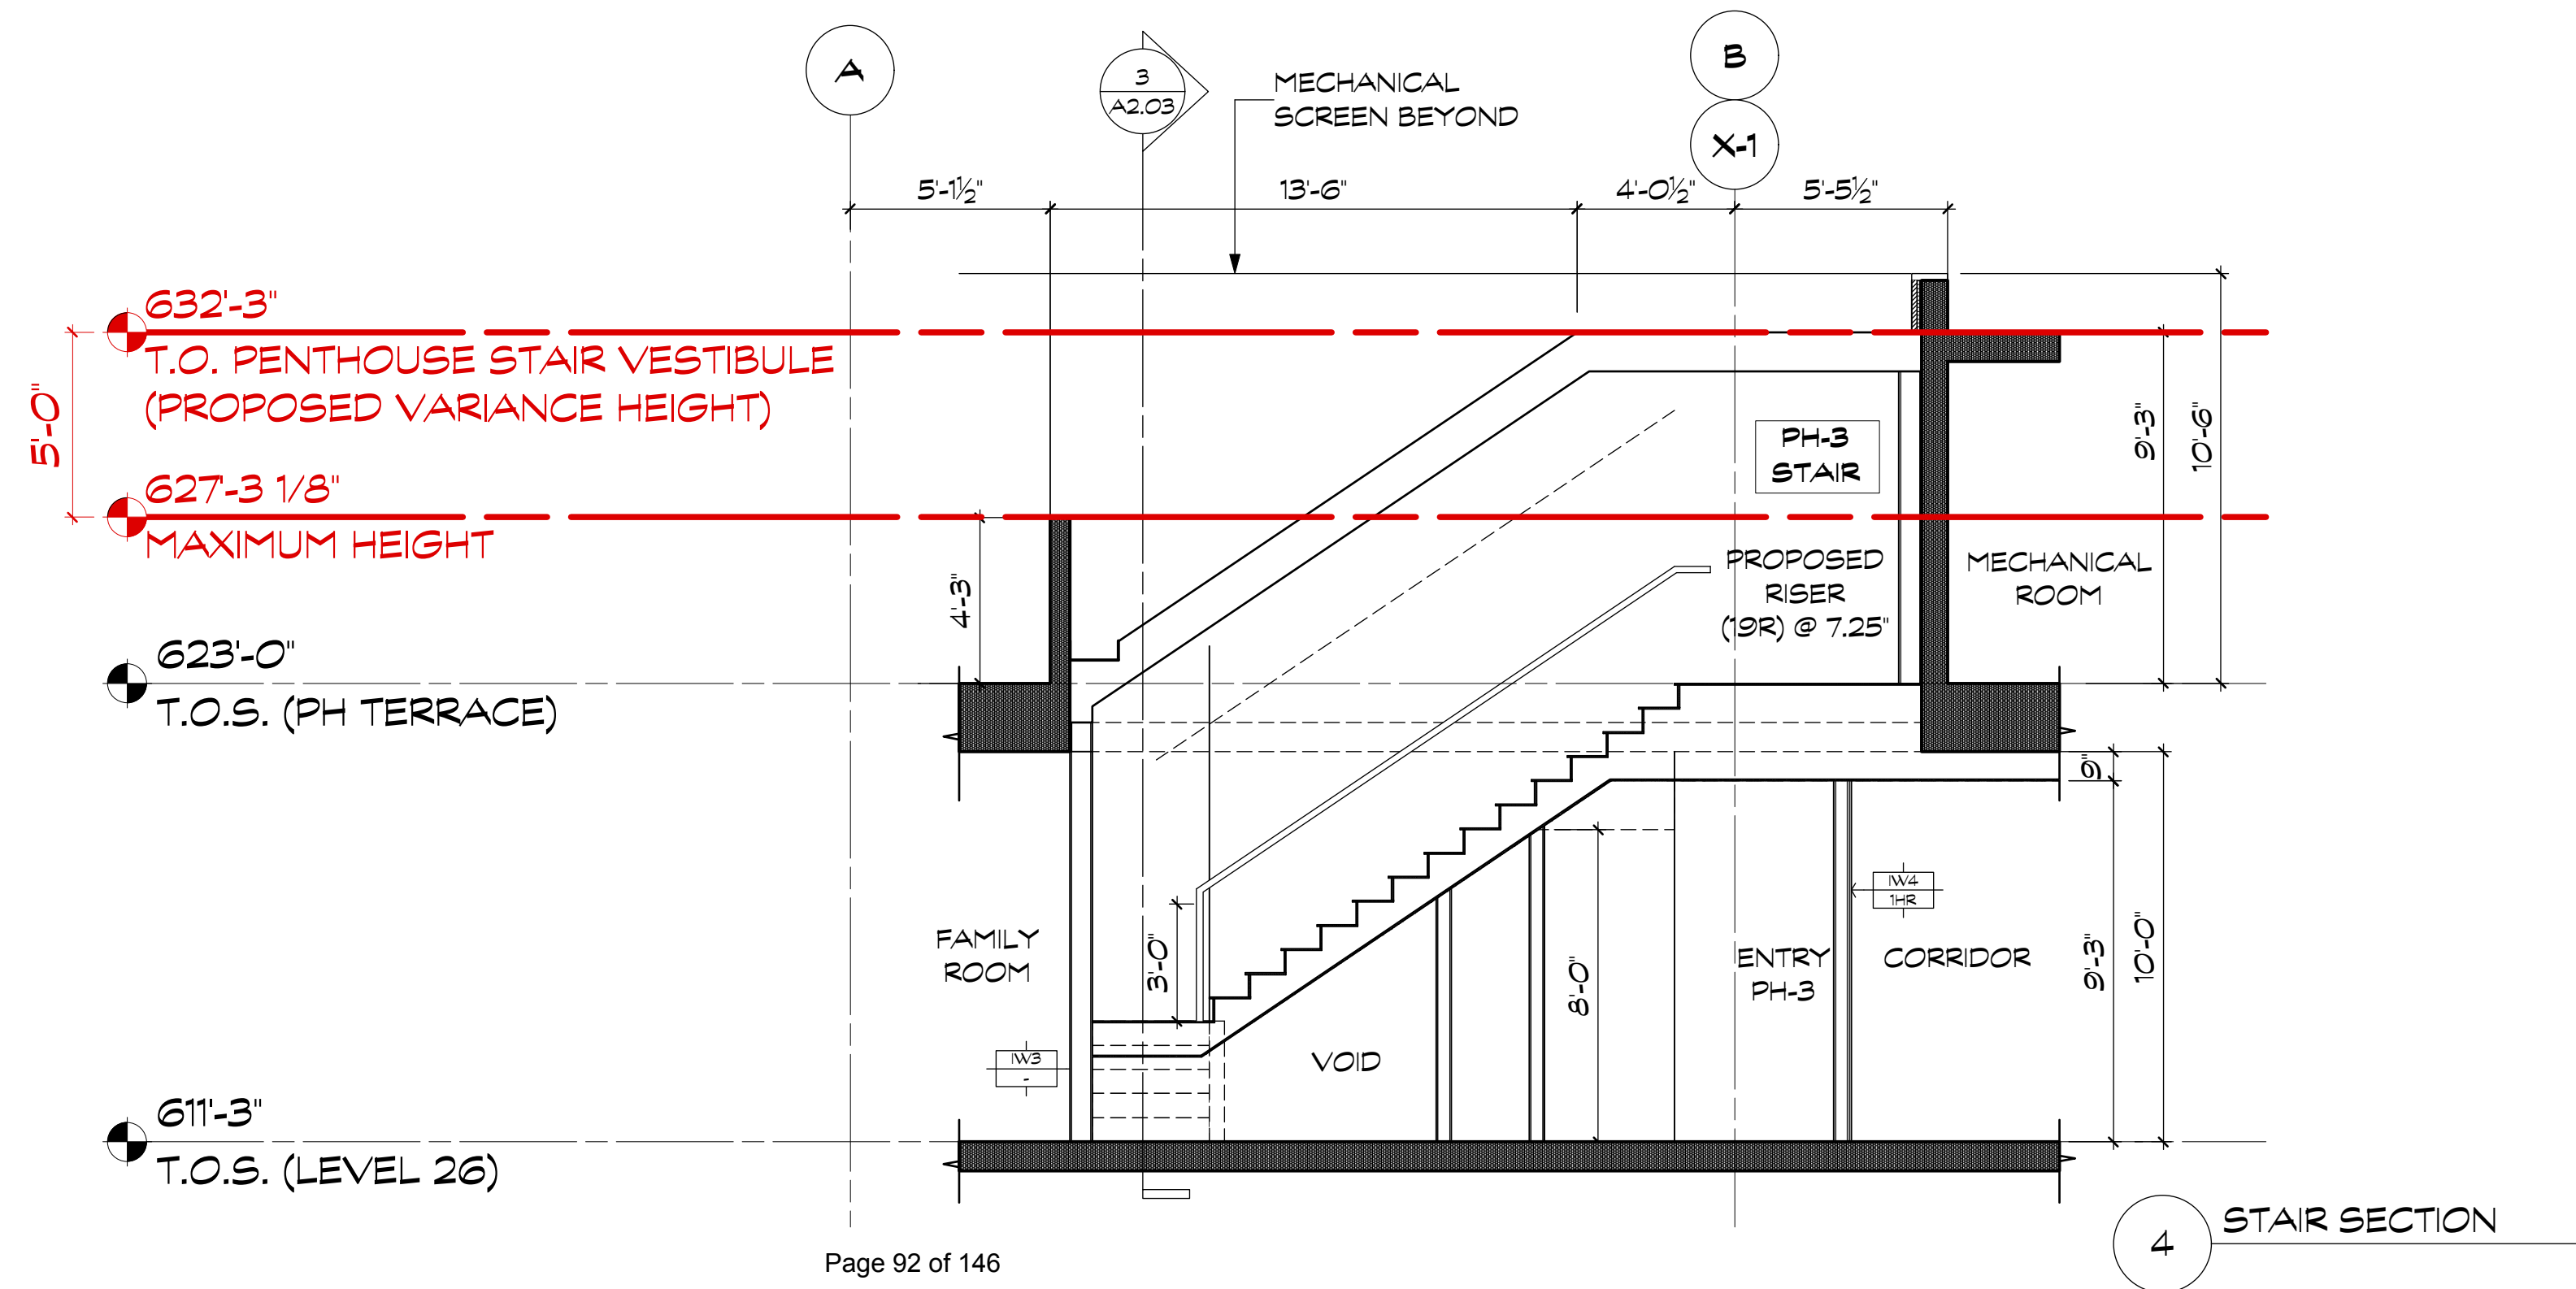 A
3
A2.03
MECHANICAL
SCREEN BEYOND
B
X-1
5'-1½"
13'-6"
4'-0½"
5'-5½"
632'-3"
T.O. PENTHOUSE STAIR VESTIBULE
(PROPOSED VARIANCE HEIGHT)
5'-0"
627'-3 1/8"
MAXIMUM HEIGHT
PH-3
STAIR
9'-3"
10'-6"
PROPOSED
RISER
(19R) @ 7.25"
MECHANICAL
ROOM
4'-3"
623'-0"
T.O.S. (PH TERRACE)
9"
IW4
1HR
FAMILY
ROOM
3'-0"
8'-0"
ENTRY
PH-3
CORRIDOR
9'-3"
10'-0"
IW3
-
VOID
611'-3"
T.O.S. (LEVEL 26)
4
STAIR SECTION
Page 92 of 146